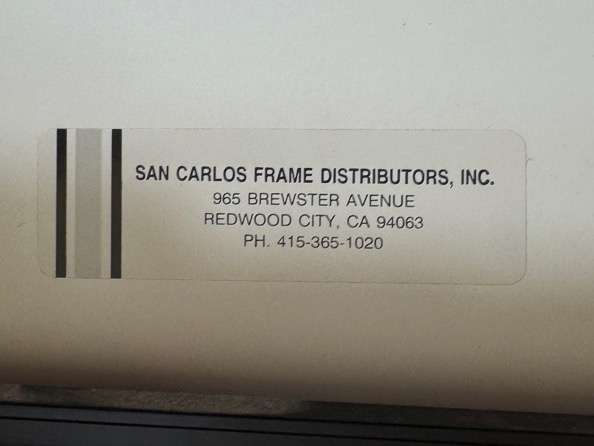 SAN CARLOS FRAME DISTRIBUTORS, INC.
965 BREWSTER AVENUE
REDWOOD CITY, CA 94063
PH. 415-365-1020